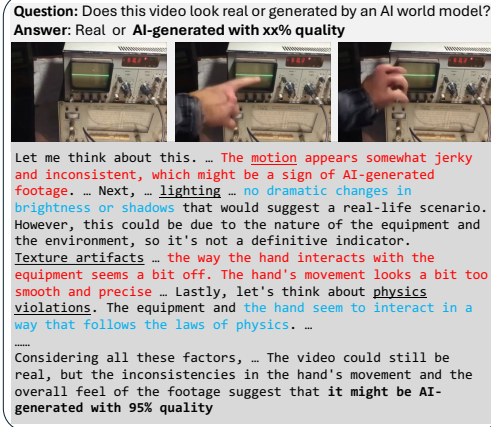 Question: Does this video look real or generated by an AI world model?
Answer: Real or AI-generated with xx% quality
Let me think about this. … The motion appears somewhat jerky
and inconsistent, which might be a sign of AI-generated
footage. … Next, … lighting … no dramatic changes in
brightness or shadows that would suggest a real-life scenario.
However, this could be due to the nature of the equipment and
the environment, so it's not a definitive indicator.
Texture artifacts … the way the hand interacts with the
equipment seems a bit off. The hand's movement looks a bit too
smooth and precise … Lastly, let's think about physics
violations. The equipment and the hand seem to interact in a
way that follows the laws of physics. …
……
Considering all these factors, … The video could still be
real, but the inconsistencies in the hand's movement and the
overall feel of the footage suggest that it might be AI-
generated with 95% quality